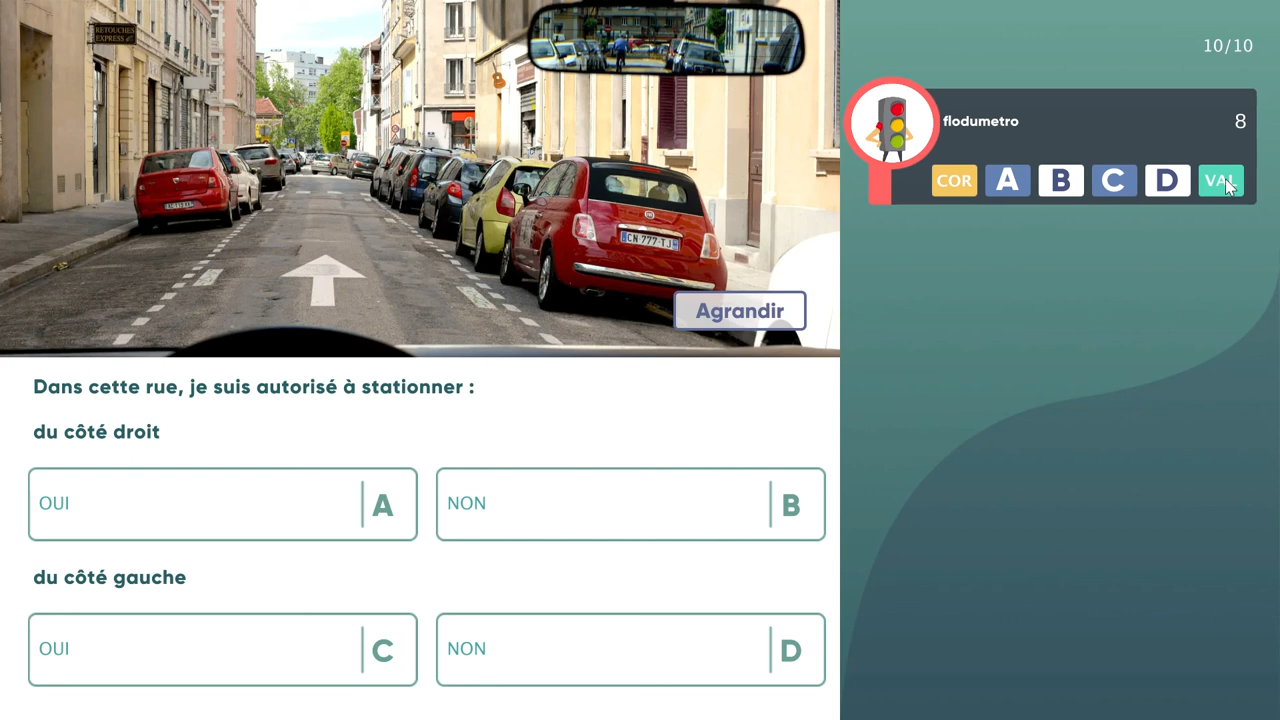 RETOUCHES
EXPRESS
CN 777 TJ
Agrandir
Dans cette rue, je suis autorisé à stationner :
du côté droit
OUI
A
NON
B
du côté gauche
OUI
C
NON
D
10/10
flodumetro
8
COR
A
B
C
D
VAL